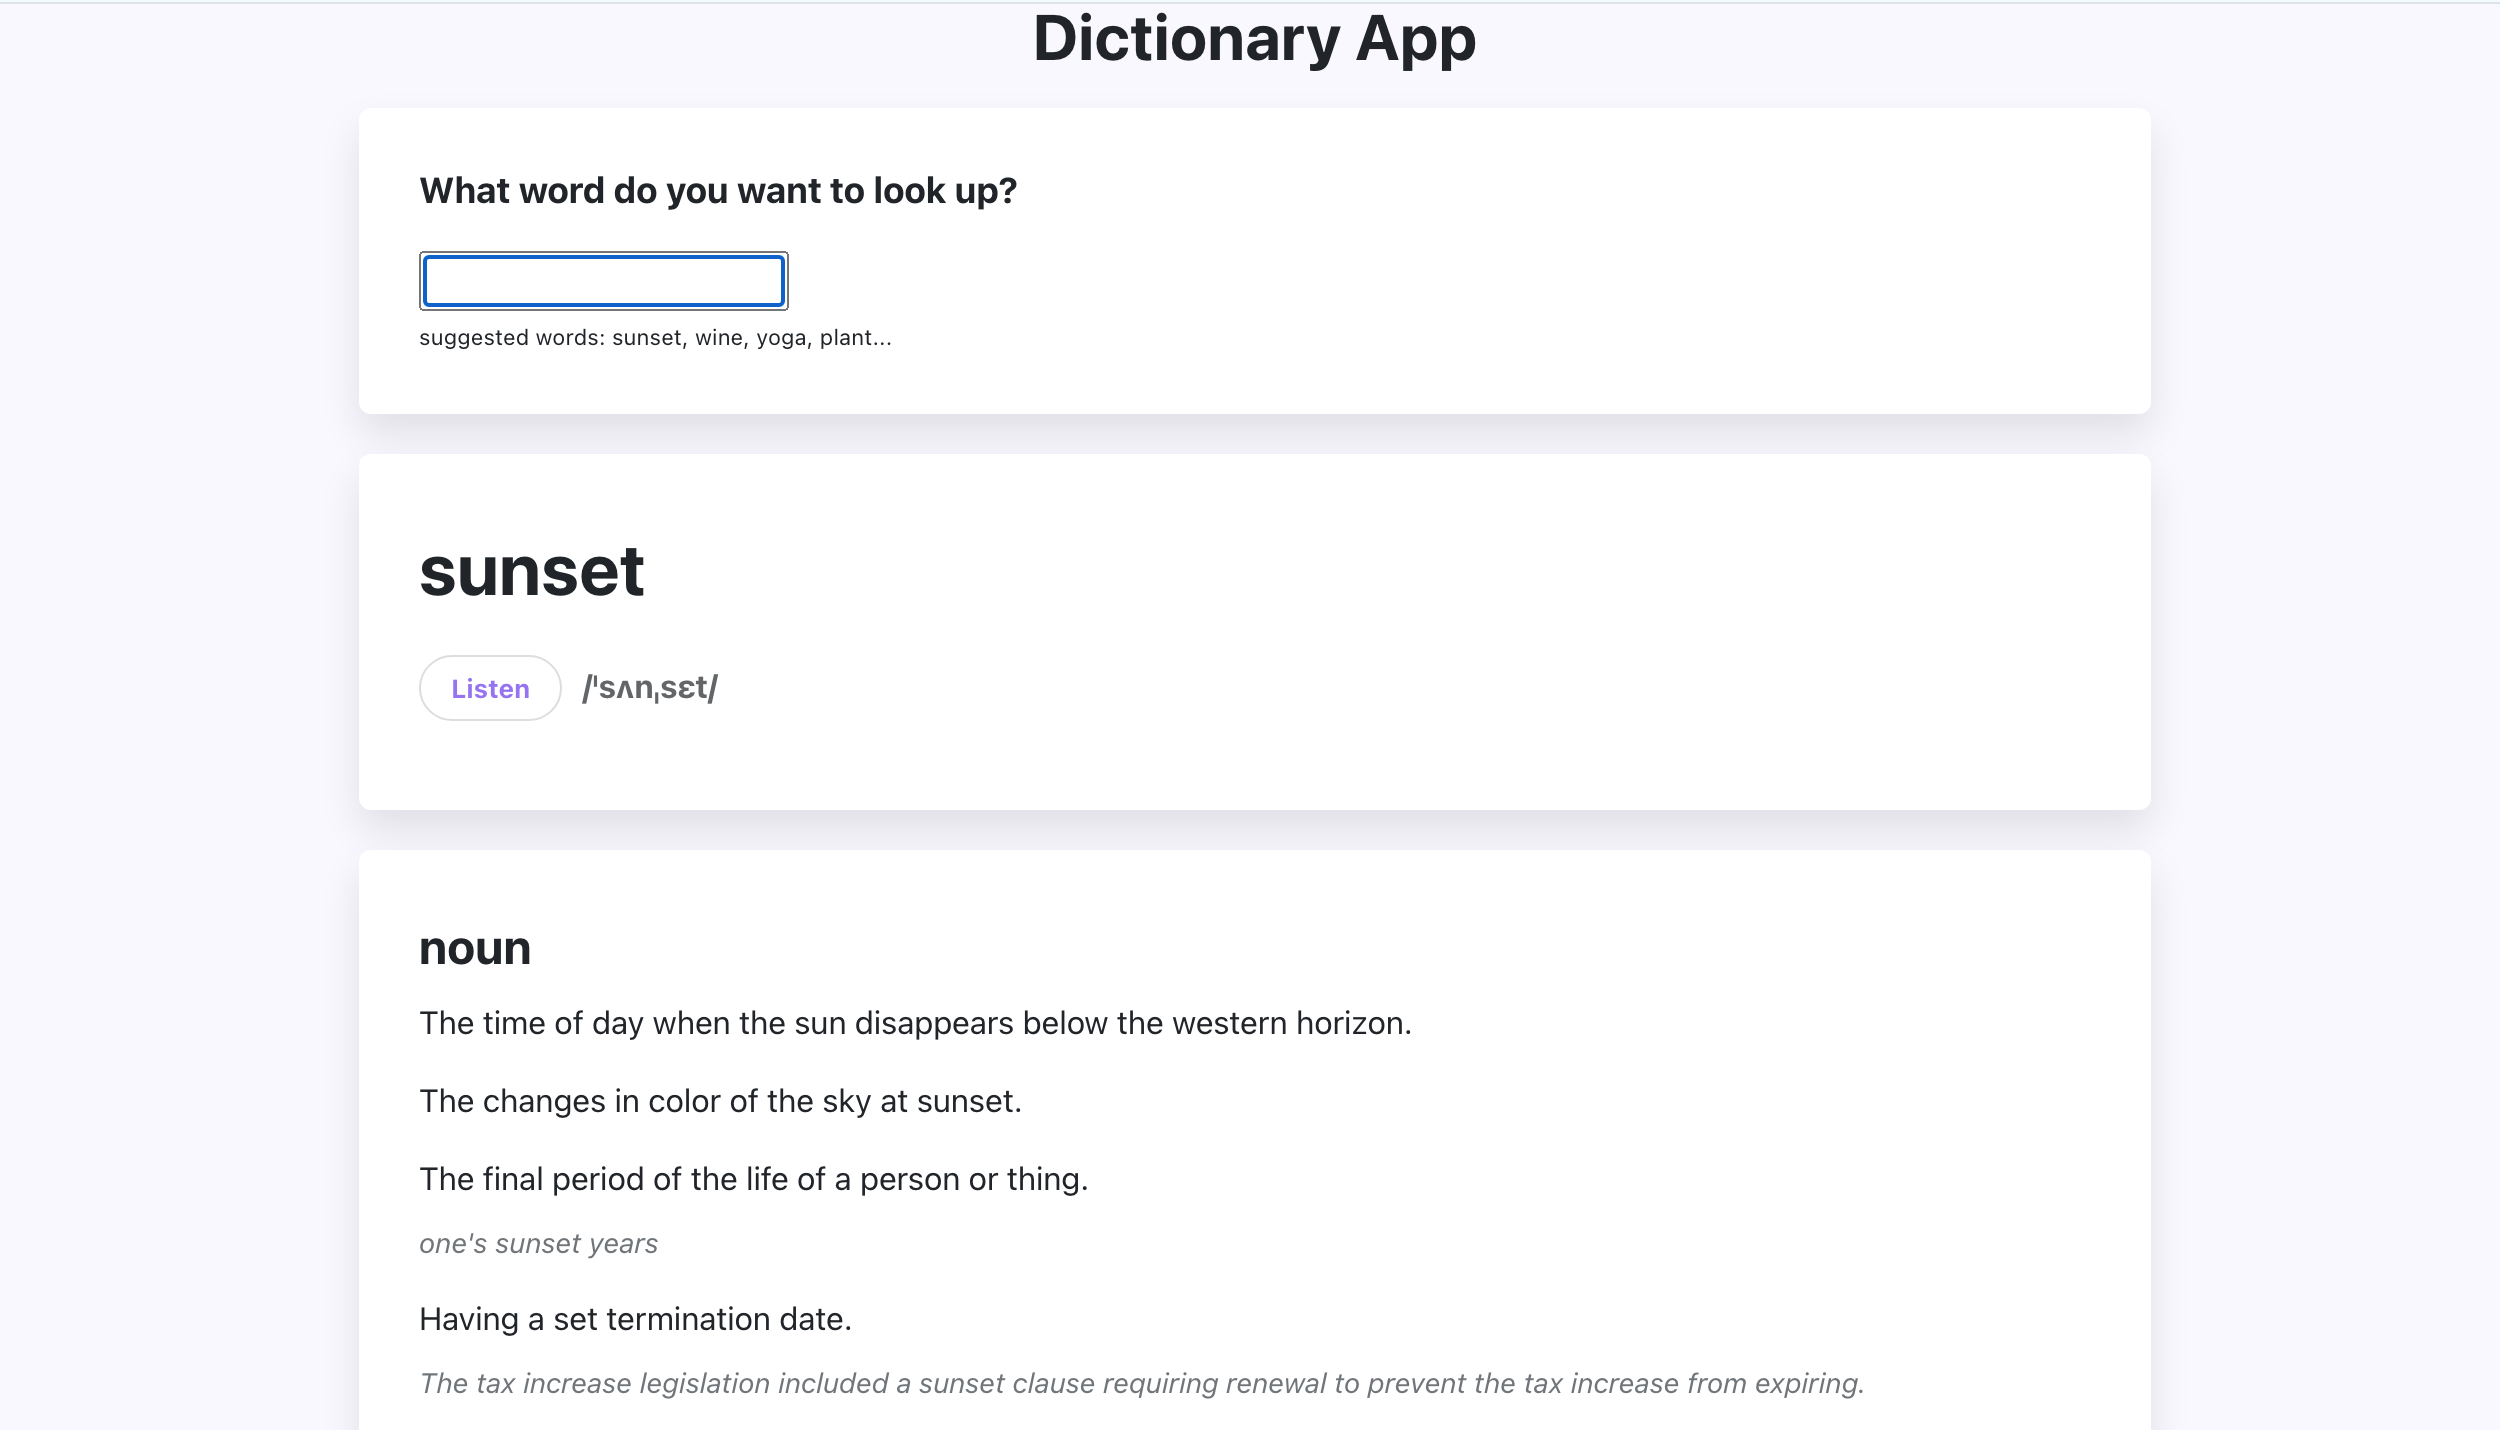 Dictionary App
What word do you want to look up?
suggested words: sunset, wine, yoga, plant...
sunset
Listen /ˈsʌnˌsɛt/
noun
The time of day when the sun disappears below the western horizon.
The changes in color of the sky at sunset.
The final period of the life of a person or thing.
one's sunset years
Having a set termination date.
The tax increase legislation included a sunset clause requiring renewal to prevent the tax increase from expiring.